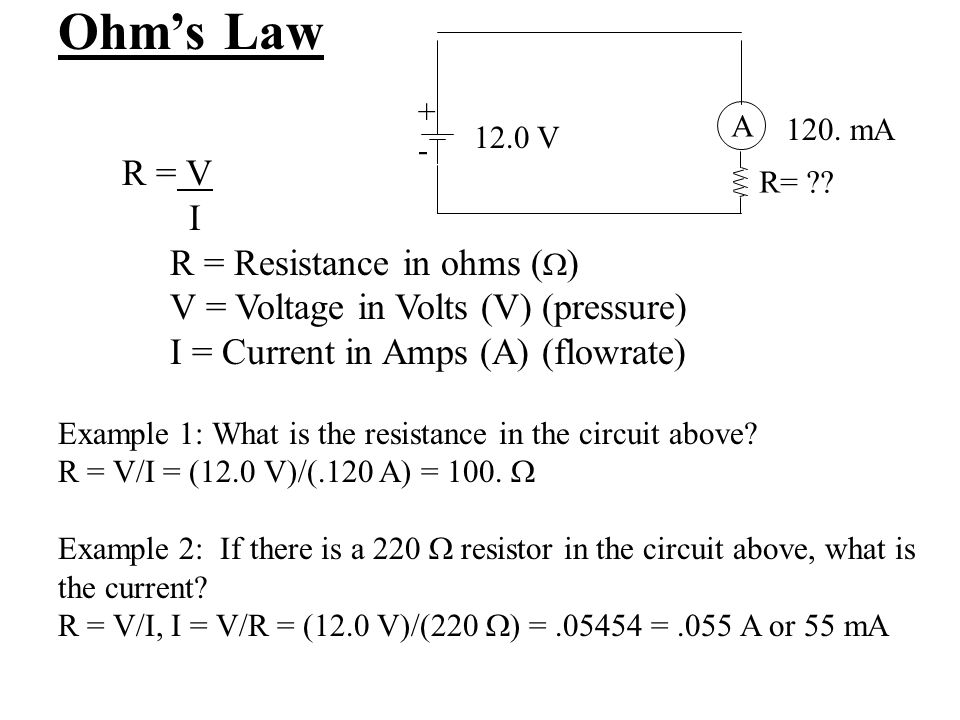 Ohm's Law
+
-
12.0 V
A
120. mA
R= ??
R = V
I
R = Resistance in ohms (Ω)
V = Voltage in Volts (V) (pressure)
I = Current in Amps (A) (flowrate)
Example 1: What is the resistance in the circuit above?
R = V/I = (12.0 V)/(.120 A) = 100. Ω
Example 2:  If there is a 220 Ω resistor in the circuit above, what is
the current?
R = V/I, I = V/R = (12.0 V)/(220 Ω) = .05454 = .055 A or 55 mA